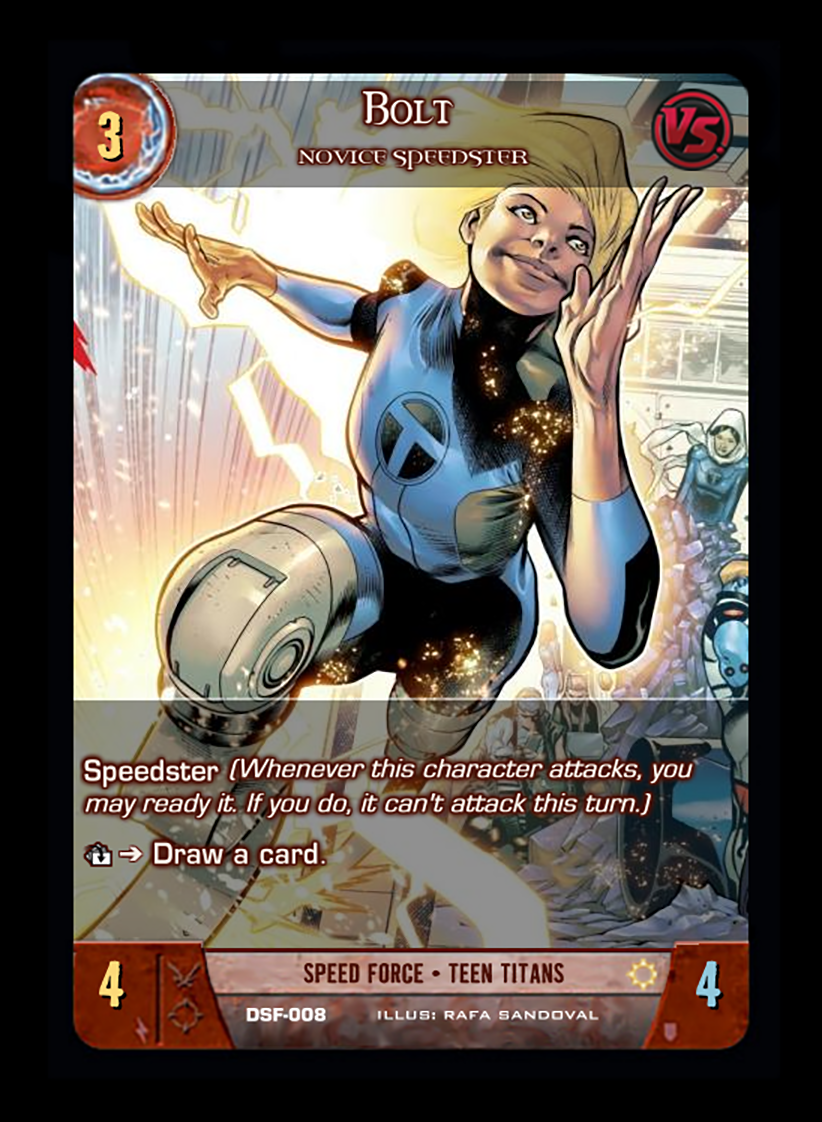 3
Bolt
VS.
Novice Speedster
T
Speedster (Whenever this character attacks, you
may ready it. If you do, it can't attack this turn.)
→ Draw a card.
4
SPEED FORCE • TEEN TITANS
4
DSF-008 ILLUS: RAFA SANDOVAL